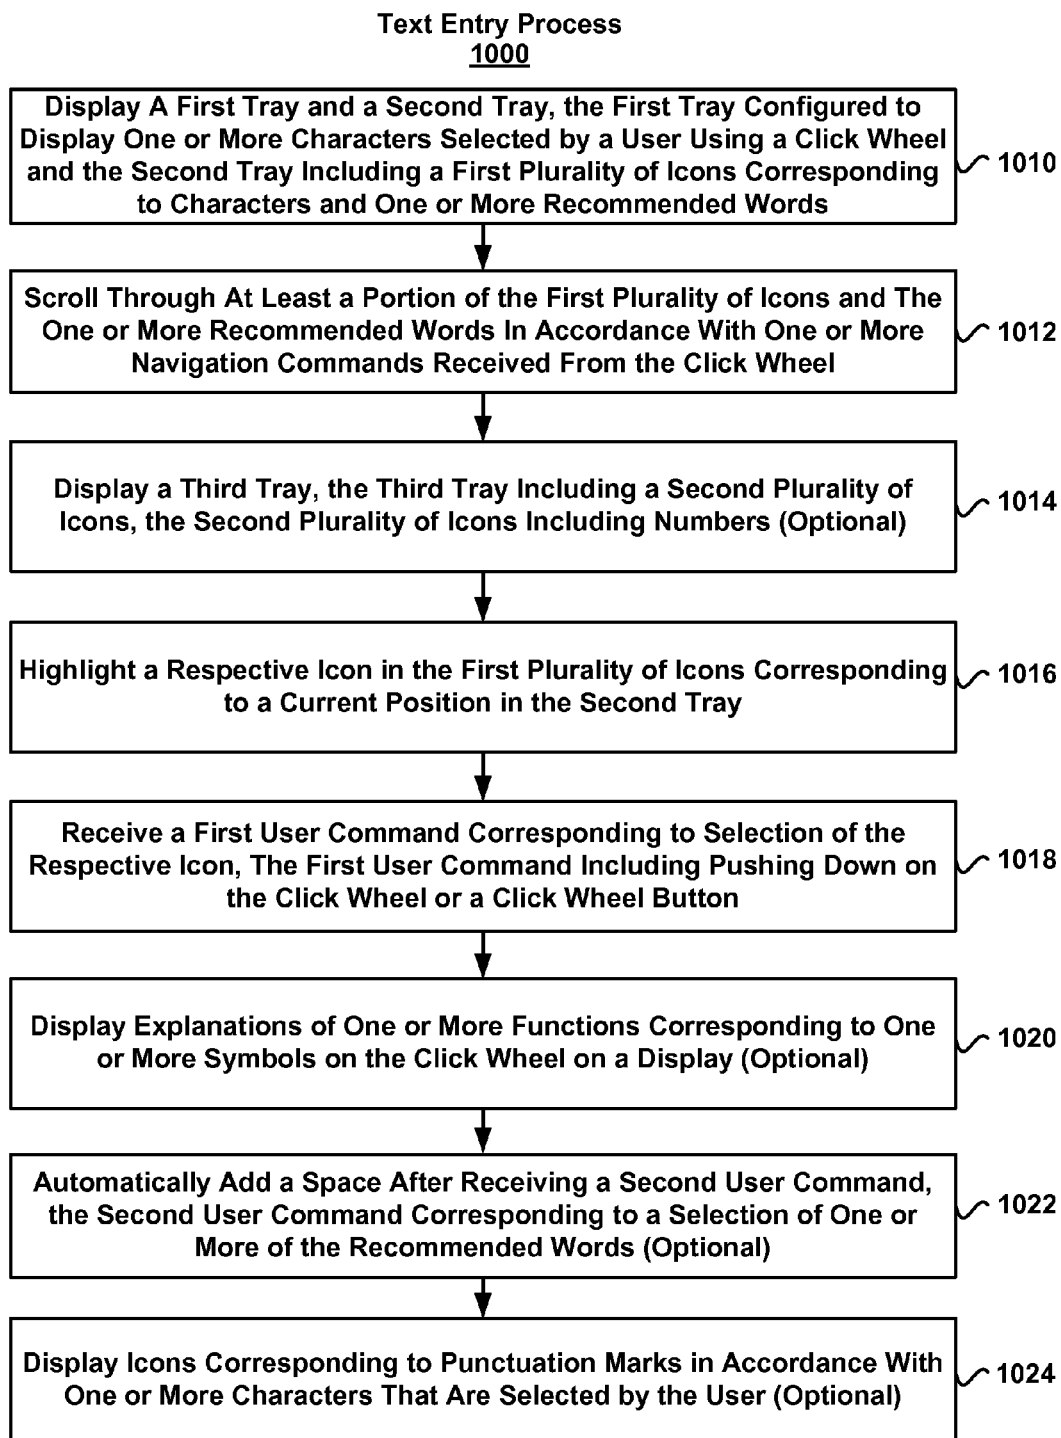 Text Entry Process
1000
Display A First Tray and a Second Tray, the First Tray Configured to
Display One or More Characters Selected by a User Using a Click Wheel
and the Second Tray Including a First Plurality of Icons Corresponding
to Characters and One or More Recommended Words
1010
Scroll Through At Least a Portion of the First Plurality of Icons and The
One or More Recommended Words In Accordance With One or More
Navigation Commands Received From the Click Wheel
1012
Display a Third Tray, the Third Tray Including a Second Plurality of
Icons, the Second Plurality of Icons Including Numbers (Optional)
1014
Highlight a Respective Icon in the First Plurality of Icons Corresponding
to a Current Position in the Second Tray
1016
Receive a First User Command Corresponding to Selection of the
Respective Icon, The First User Command Including Pushing Down on
the Click Wheel or a Click Wheel Button
1018
Display Explanations of One or More Functions Corresponding to One
or More Symbols on the Click Wheel on a Display (Optional)
1020
Automatically Add a Space After Receiving a Second User Command,
the Second User Command Corresponding to a Selection of One or
More of the Recommended Words (Optional)
1022
Display Icons Corresponding to Punctuation Marks in Accordance With
One or More Characters That Are Selected by the User (Optional)
1024